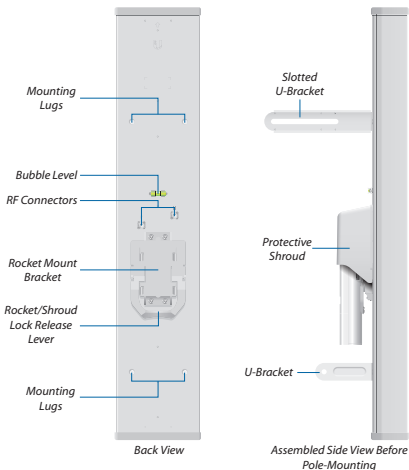 Mounting
Lugs
Bubble Level
RF Connectors
Rocket Mount
Bracket
Rocket/Shroud
Lock Release
Lever
Mounting
Lugs
Back View
Slotted
U-Bracket
Protective
Shroud
U-Bracket
Assembled Side View Before
Pole-Mounting